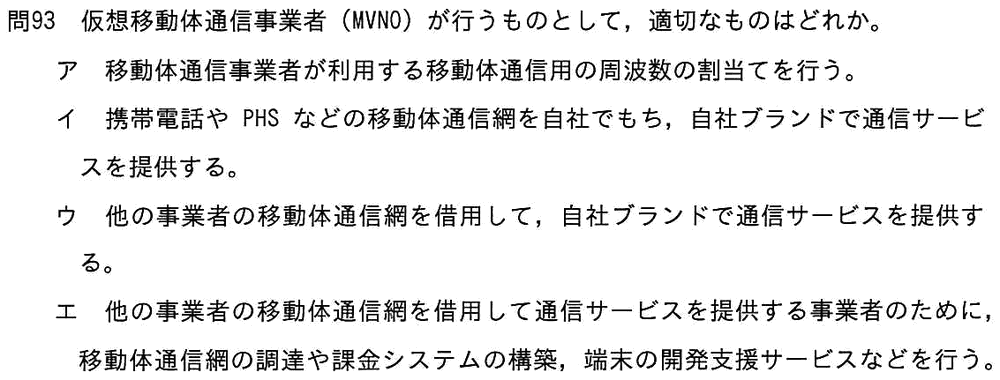 問93　仮想移動体通信事業者（MVNO）が行うものとして，適切なものはどれか。
ア　移動体通信事業者が利用する移動体通信用の周波数の割当てを行う。
イ　携帯電話や PHS などの移動体通信網を自社でもち，自社ブランドで通信サービ
スを提供する。
ウ　他の事業者の移動体通信網を借用して，自社ブランドで通信サービスを提供す
る。
エ　他の事業者の移動体通信網を借用して通信サービスを提供する事業者のために，
移動体通信網の調達や課金システムの構築，端末の開発支援サービスなどを行う。